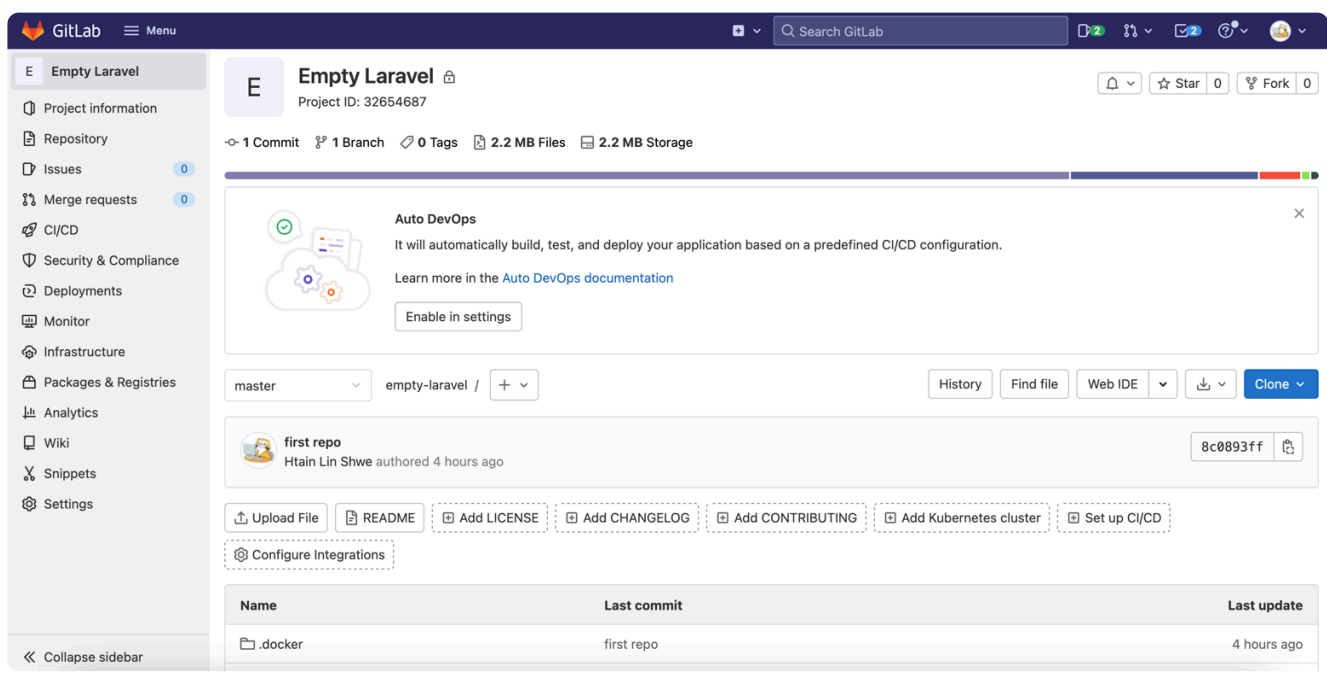 GitLab Menu Search GitLab 2 2
E Empty Laravel
Project information
Repository
Issues 0
Merge requests 0
CI/CD
Security & Compliance
Deployments
Monitor
Infrastructure
Packages & Registries
Analytics
Wiki
Snippets
Settings
Collapse sidebar
E
Empty Laravel
Project ID: 32654687
Star 0 Fork 0
1 Commit 1 Branch 0 Tags 2.2 MB Files 2.2 MB Storage
Auto DevOps
It will automatically build, test, and deploy your application based on a predefined CI/CD configuration.
Learn more in the Auto DevOps documentation
Enable in settings
master empty-laravel / + History Find file Web IDE Clone
first repo
Htain Lin Shwe authored 4 hours ago
8c0893ff
Upload File README Add LICENSE Add CHANGELOG Add CONTRIBUTING Add Kubernetes cluster Set up CI/CD
Configure Integrations
Name Last commit Last update
.docker first repo 4 hours ago